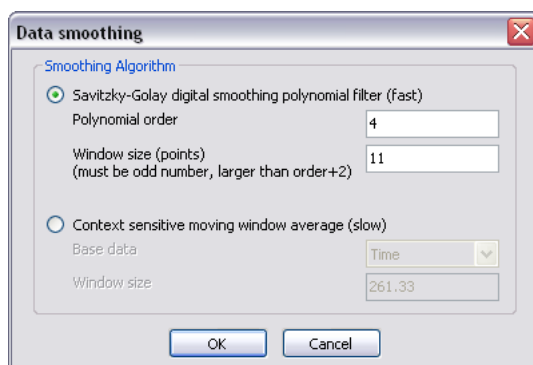 Data smoothing
Smoothing Algorithm
Savitzky-Golay digital smoothing polynomial filter (fast)
Polynomial order
4
Window size (points)
(must be odd number, larger than order+2)
11
Context sensitive moving window average (slow)
Base data
Time
Window size
261.33
OK
Cancel